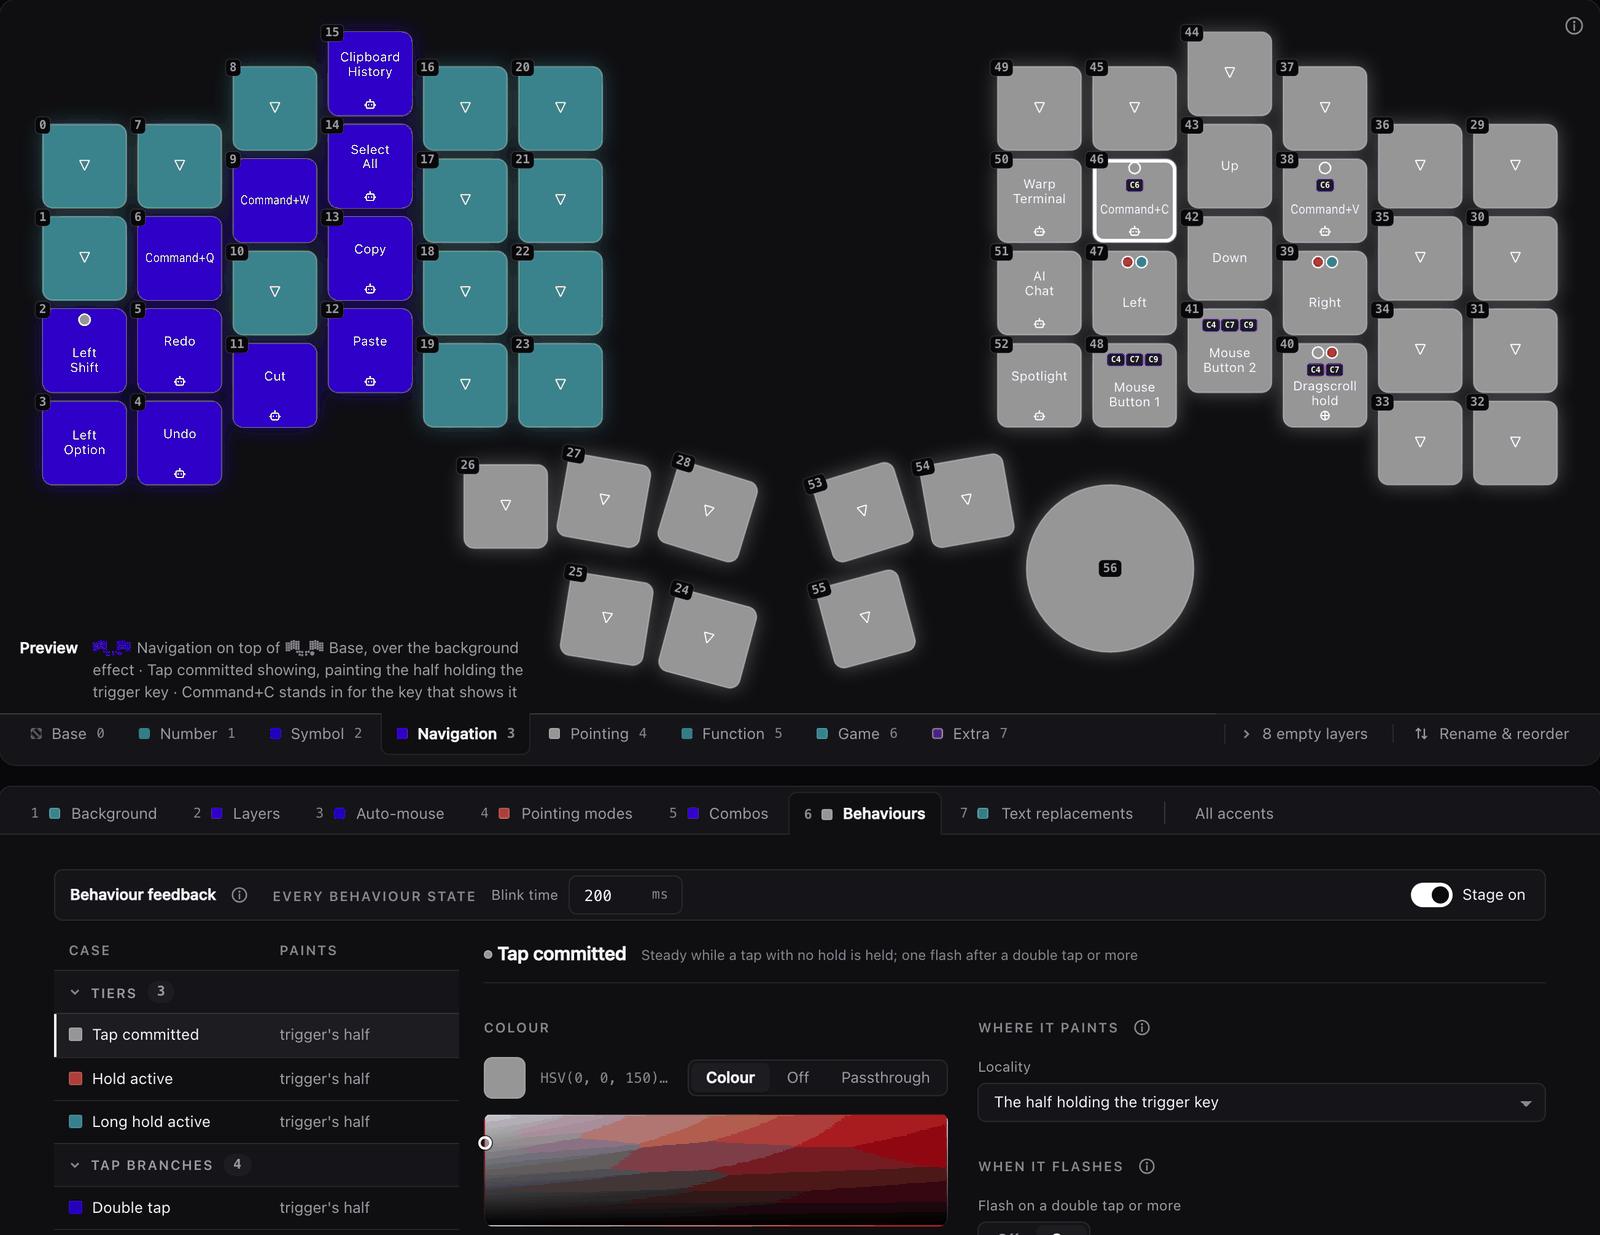 15
Clipboard
History
44
8
16
20
49
45
37
0
7
14
Select
All
43
Up
36
29
9
Command+W
17
21
50
Warp
Terminal
46
C6
Command+C
38
C6
Command+V
1
6
Command+Q
13
Copy
42
Down
35
30
10
18
22
51
AI
Chat
47
Left
39
Right
2
Left
Shift
5
Redo
12
Paste
41
C4 C7 C9
Mouse
Button 2
34
31
11
Cut
19
23
52
Spotlight
48
C4 C7 C9
Mouse
Button 1
40
C4 C7
Dragscroll
hold
3
Left
Option
4
Undo
33
32
26
27
28
53
54
25
24
55
56
Preview
Navigation on top of Base, over the background
effect · Tap committed showing, painting the half holding the
trigger key · Command+C stands in for the key that shows it
Base 0
Number 1
Symbol 2
Navigation 3
Pointing 4
Function 5
Game 6
Extra 7
8 empty layers
Rename & reorder
1 Background
2 Layers
3 Auto-mouse
4 Pointing modes
5 Combos
6 Behaviours
7 Text replacements
All accents
Behaviour feedback
EVERY BEHAVIOUR STATE
Blink time
200 ms
Stage on
CASE PAINTS
TIERS 3
Tap committed trigger's half
Hold active trigger's half
Long hold active trigger's half
TAP BRANCHES 4
Double tap trigger's half
Tap committed Steady while a tap with no hold is held; one flash after a double tap or more
COLOUR
HSV(0, 0, 150)…
Colour Off Passthrough
WHERE IT PAINTS
Locality
The half holding the trigger key
WHEN IT FLASHES
Flash on a double tap or more